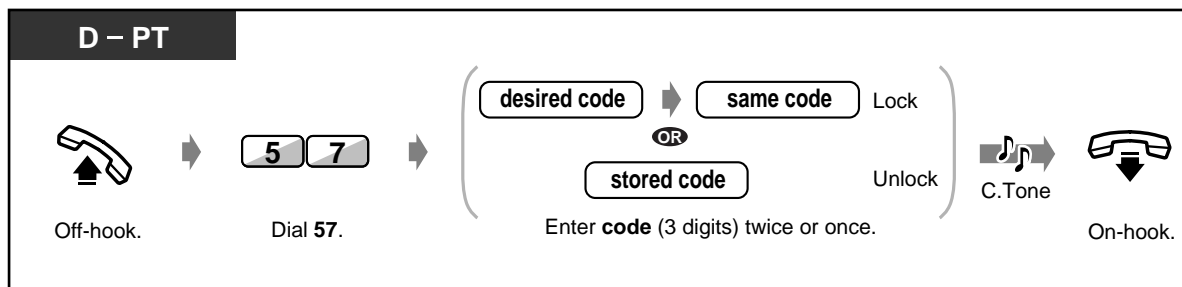 D – PT
desired code same code Lock
OR
5 7
stored code Unlock
C.Tone
Off-hook. Dial 57. Enter code (3 digits) twice or once. On-hook.